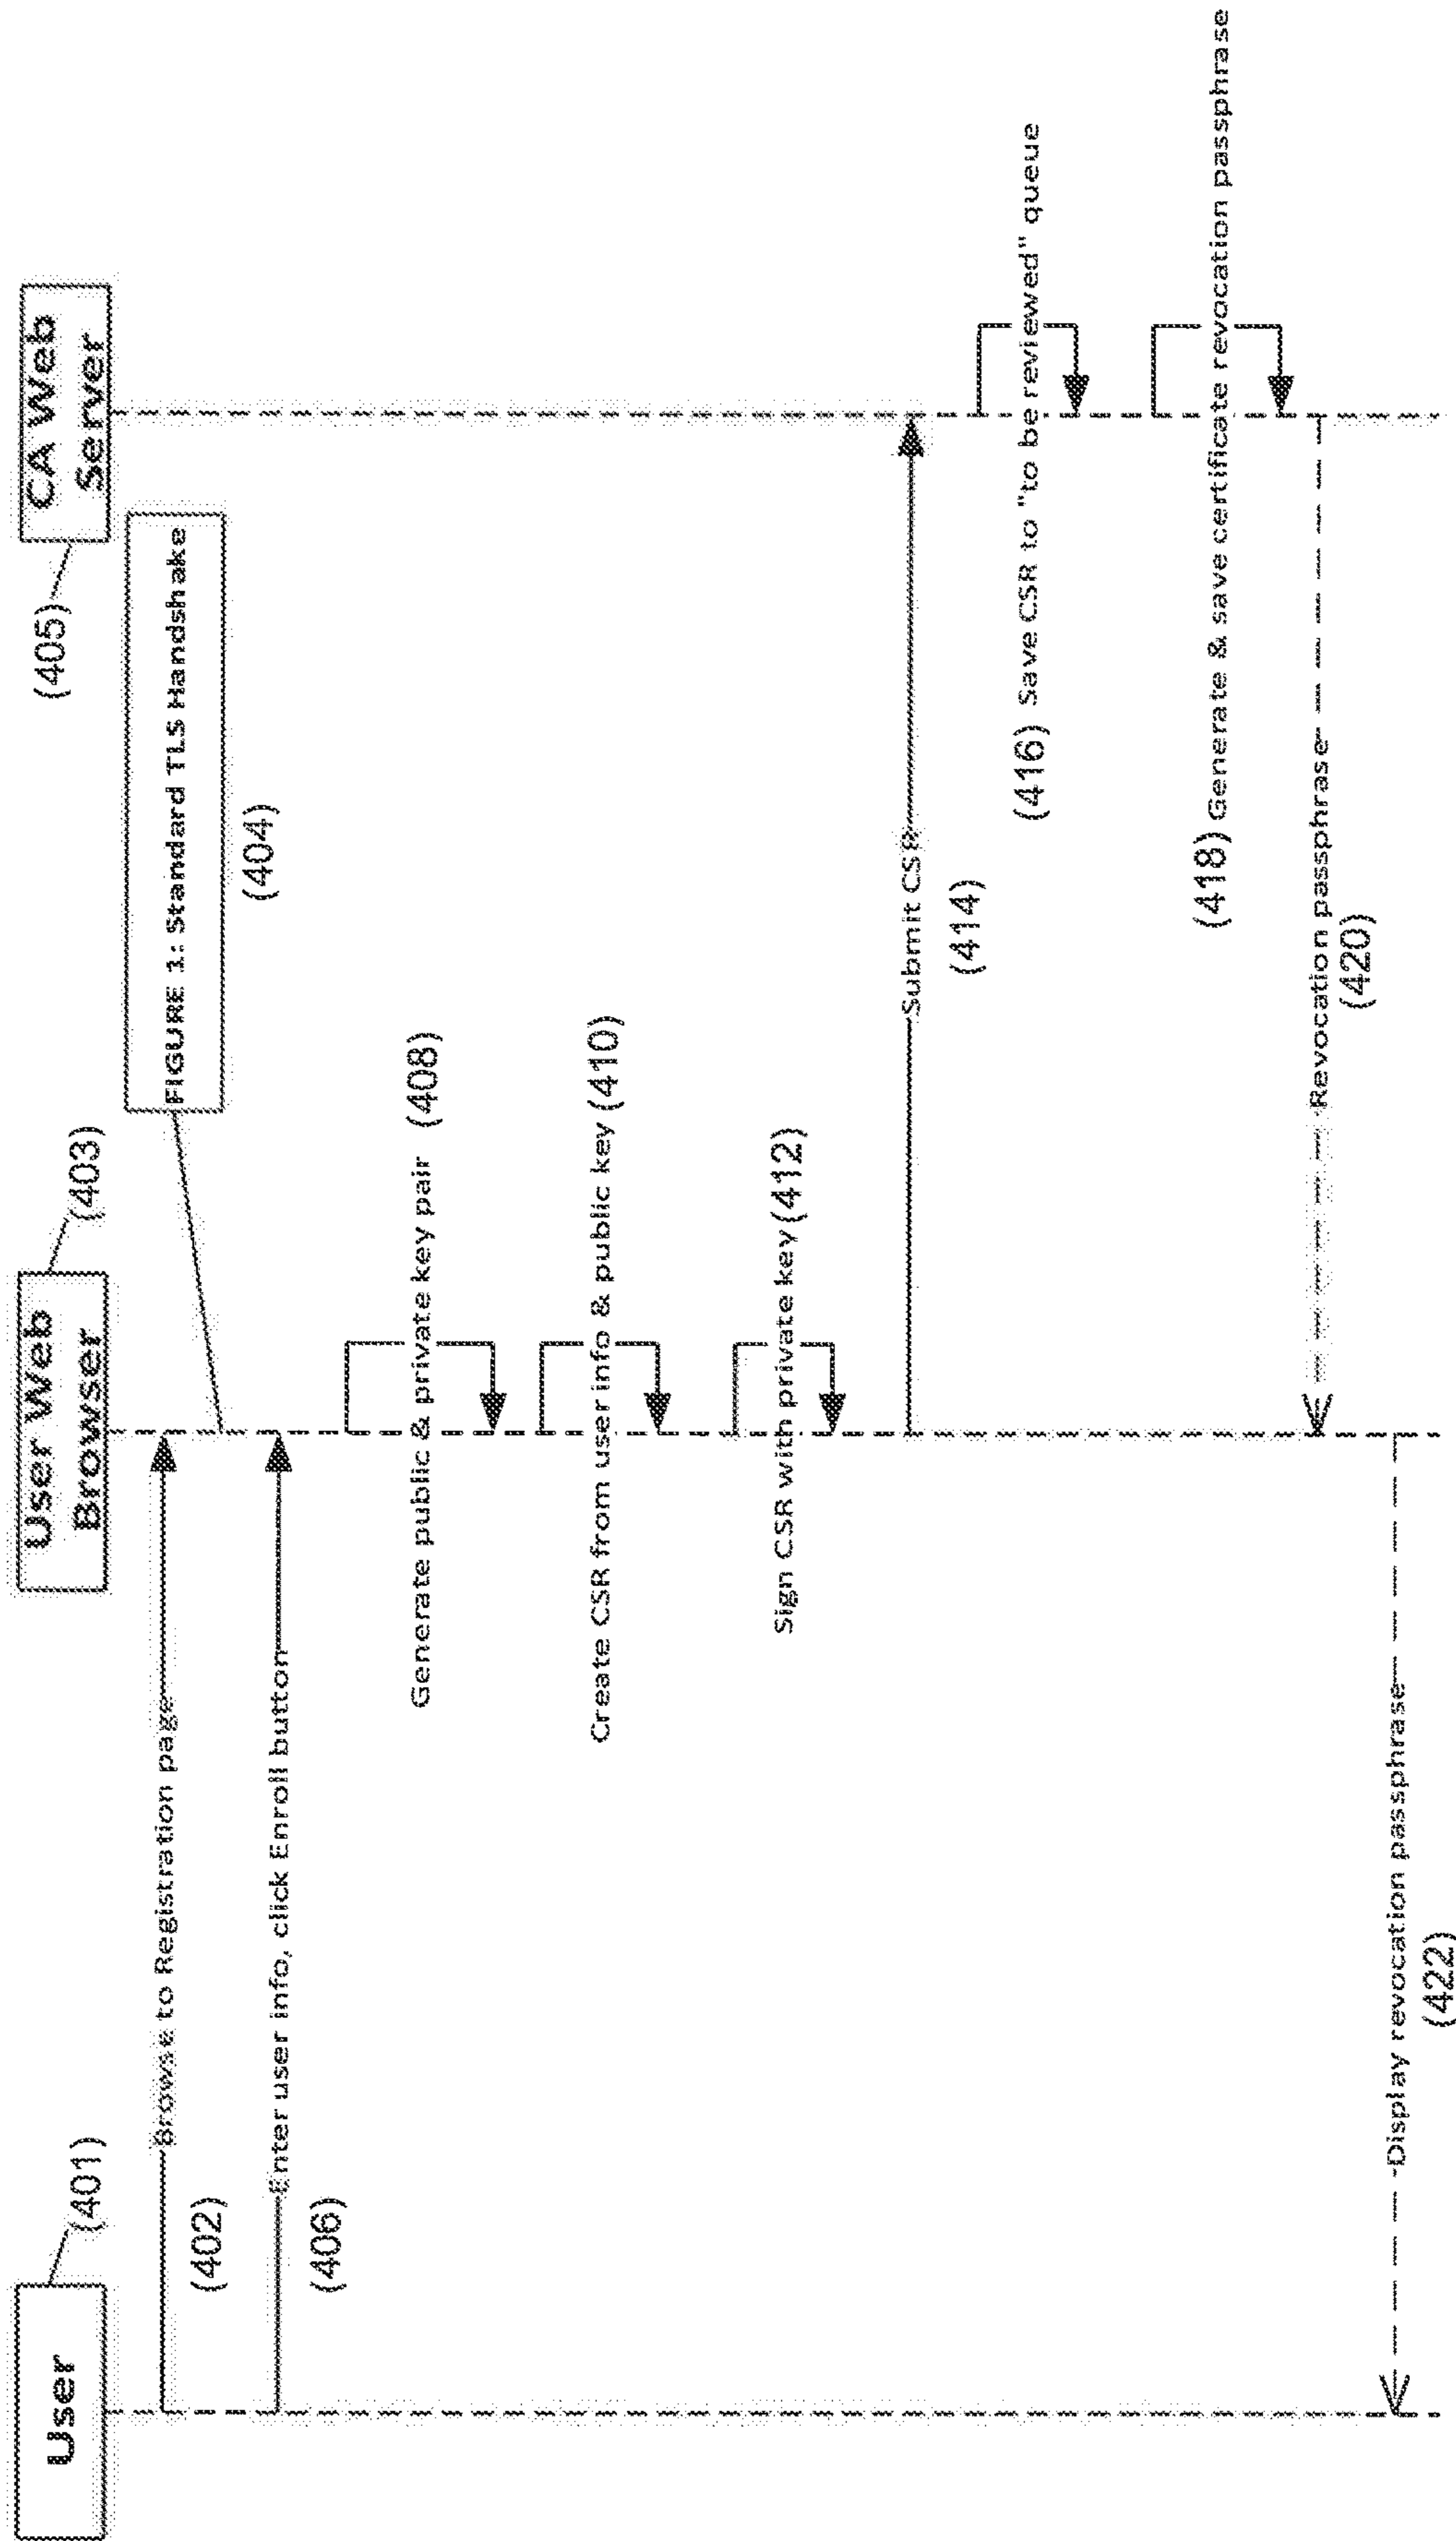 User
(401)
User Web
Browser
(403)
CA Web
Server
(405)
Browse to Registration page
(402)
FIGURE 1: Standard TLS Handshake
(404)
Enter user info, click Enroll button
(406)
Generate public & private key pair (408)
Create CSR from user info & public key (410)
Sign CSR with private key (412)
Submit CSR
(414)
(416) Save CSR to "to be reviewed" queue
(418) Generate & save certificate revocation passphrase
Revocation passphrase
(420)
Display revocation passphrase
(422)